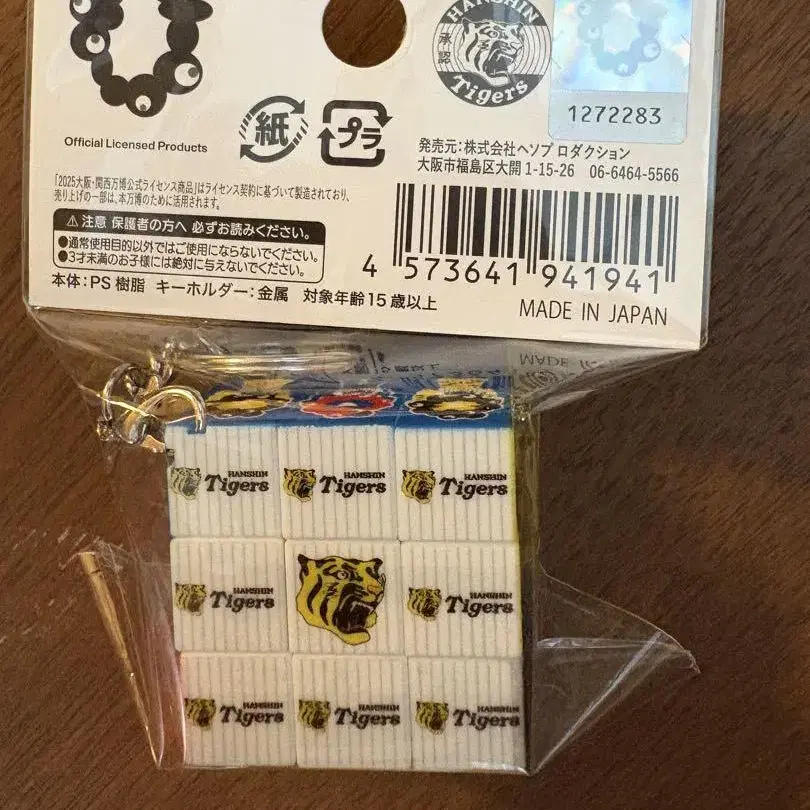 HANSHIN
承認
Tigers
1272283
Official Licensed Products
紙
プラ
発売元:株式会社ヘソプロダクション
大阪市福島区大開 1-15-26 06-6464-5566
「2025大阪・関西万博公式ライセンス商品」はライセンス契約に基づいて製造されており、
売り上げの一部は、本万博のために活用されます。
⚠注意 保護者の方へ 必ずお読みください。
●通常使用目的以外ではご使用にならないでください。
●3才未満のお子様には絶対に与えないでください。
本体:PS樹脂 キーホルダー:金属 対象年齢15歳以上
4 573641 941941
MADE IN JAPAN
MADE
HANSHIN Tigers
HANSHIN Tigers
HANSHIN Tigers
HANSHIN Tigers
HANSHIN Tigers
HANSHIN Tigers
HANSHIN Tigers
HANSHIN Tigers